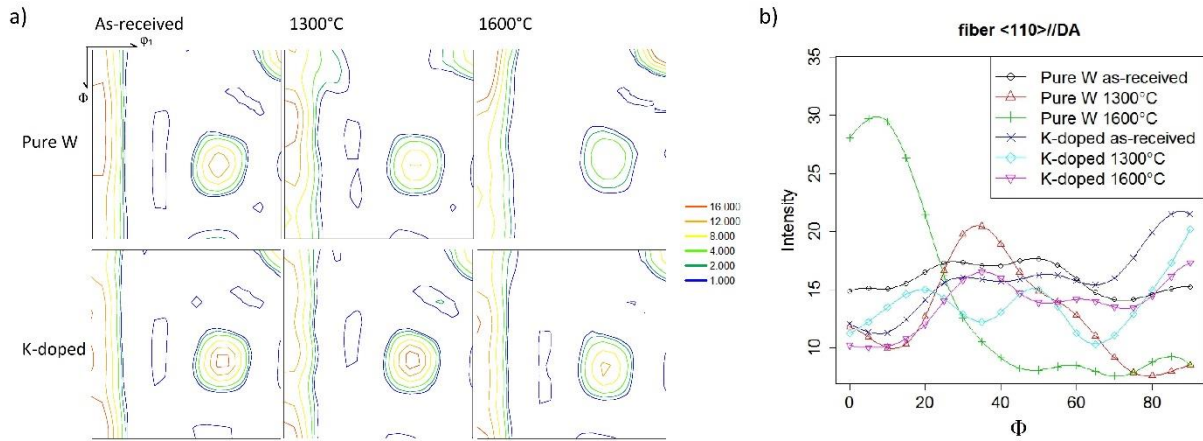 a)
As-received
1300°C
1600°C
φ₁
Φ
Pure W
K-doped
16.000
12.000
8.000
4.000
2.000
1.000
b)
fiber <110>//DA
Intensity
35
30
25
20
15
10
Pure W as-received
Pure W 1300°C
Pure W 1600°C
K-doped as-received
K-doped 1300°C
K-doped 1600°C
0 20 40 60 80
Φ